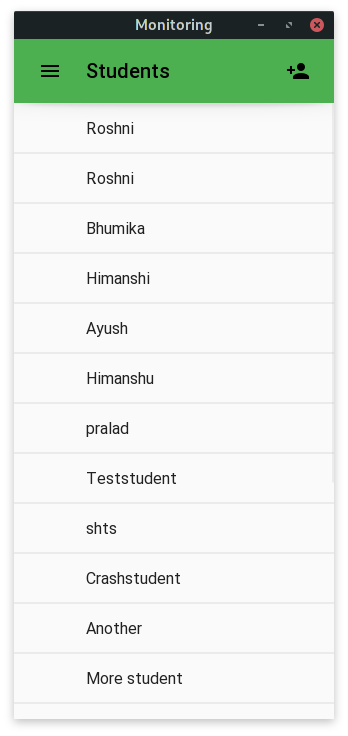 Monitoring
Students
Roshni
Roshni
Bhumika
Himanshi
Ayush
Himanshu
pralad
Teststudent
shts
Crashstudent
Another
More student